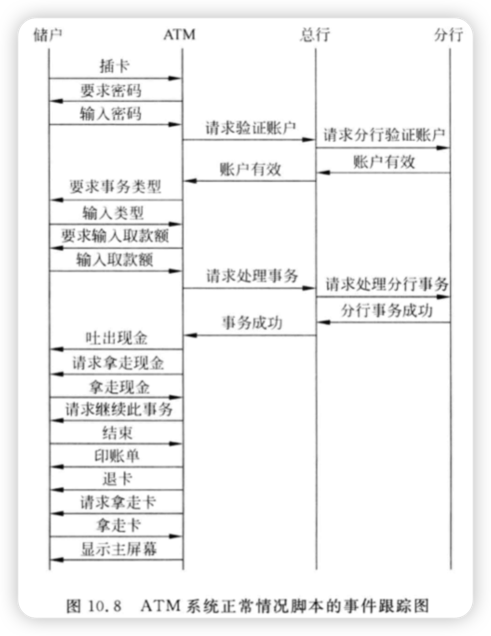 储户 ATM 总行 分行
插卡
要求密码
输入密码
请求验证账户
请求分行验证账户
账户有效
账户有效
要求事务类型
输入类型
要求输入取款额
输入取款额
请求处理事务
请求处理分行事务
分行事务成功
事务成功
吐出现金
请求拿走现金
拿走现金
请求继续此事务
结束
印账单
退卡
请求拿走卡
拿走卡
显示主屏幕
图 10.8 ATM 系统正常情况脚本的事件跟踪图